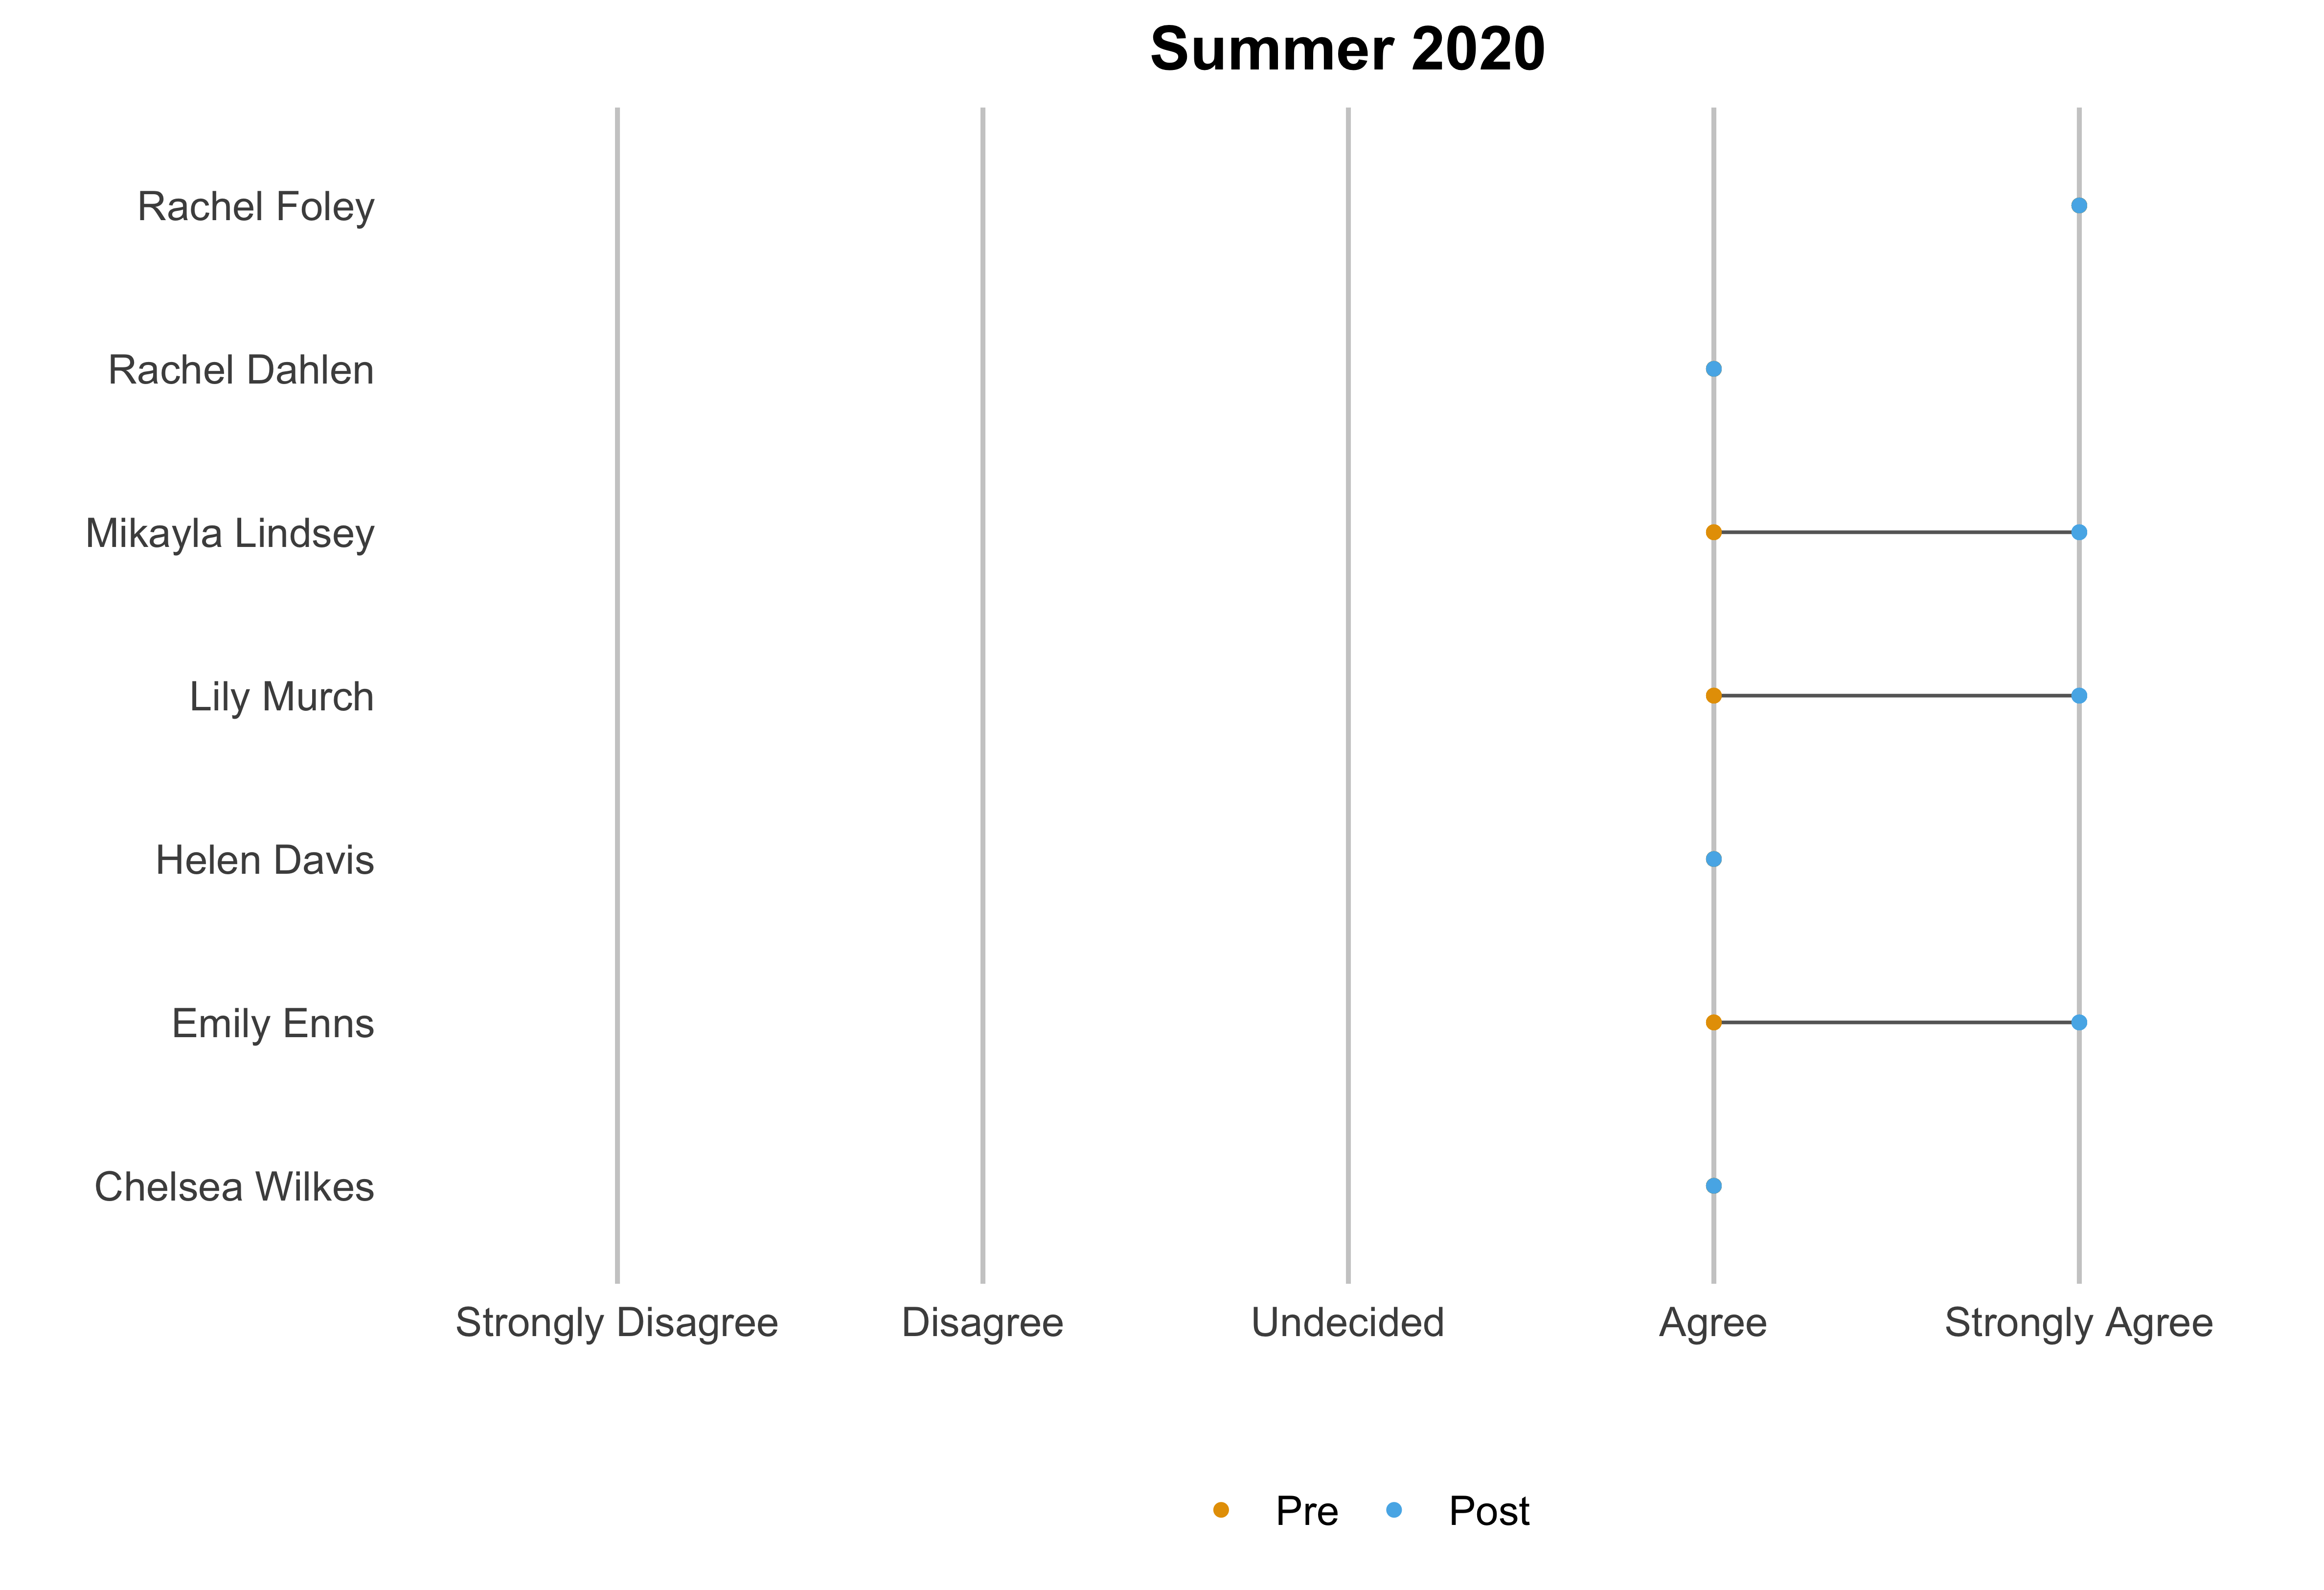 Summer 2020
Rachel Foley
Rachel Dahlen
Mikayla Lindsey
Lily Murch
Helen Davis
Emily Enns
Chelsea Wilkes
Strongly Disagree Disagree Undecided Agree Strongly Agree
Pre Post